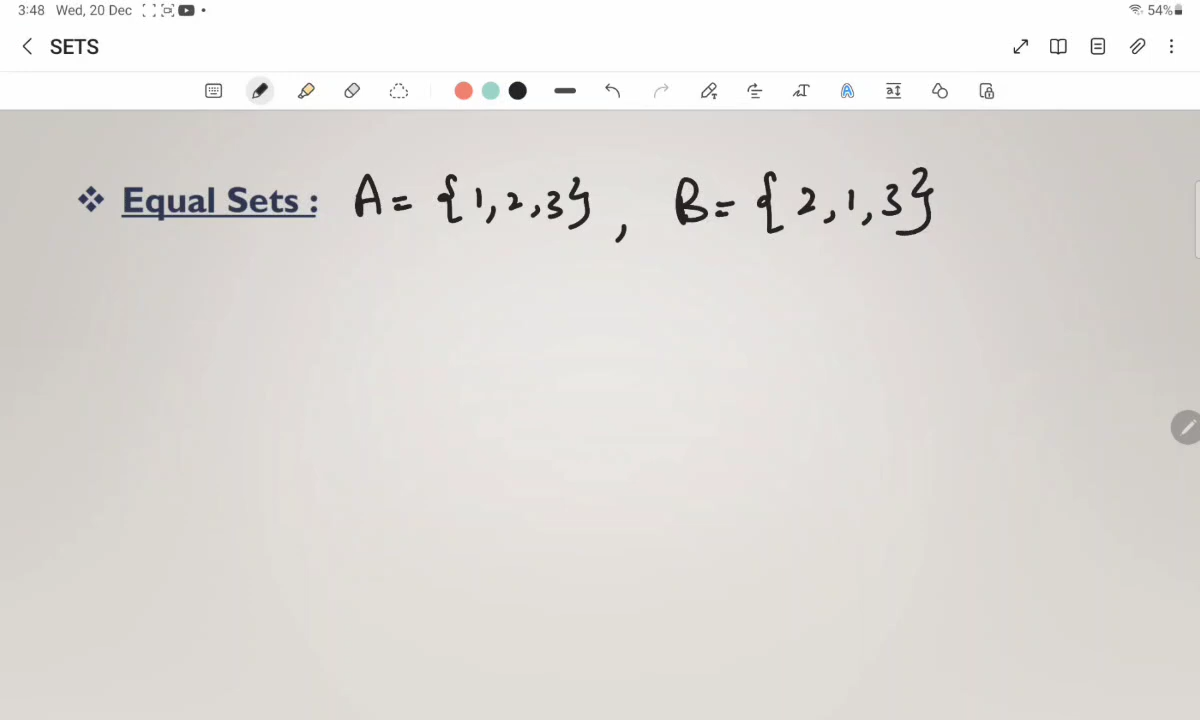 3:48 Wed, 20 Dec 54%
SETS
❖ Equal Sets : A = {1, 2, 3} , B = {2, 1, 3}